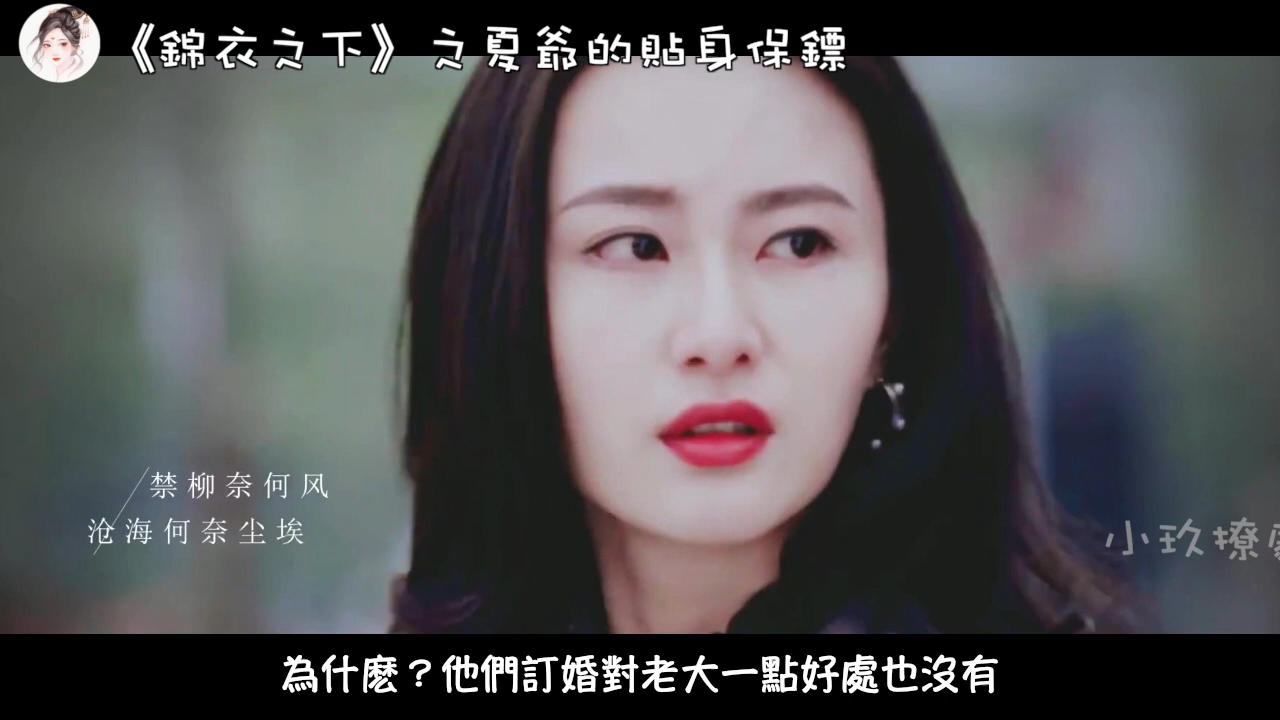 《錦衣之下》之夏爺的貼身保鏢
禁柳奈何风
沧海何奈尘埃
小玖撩
為什麽？他們訂婚對老大一點好處也沒有